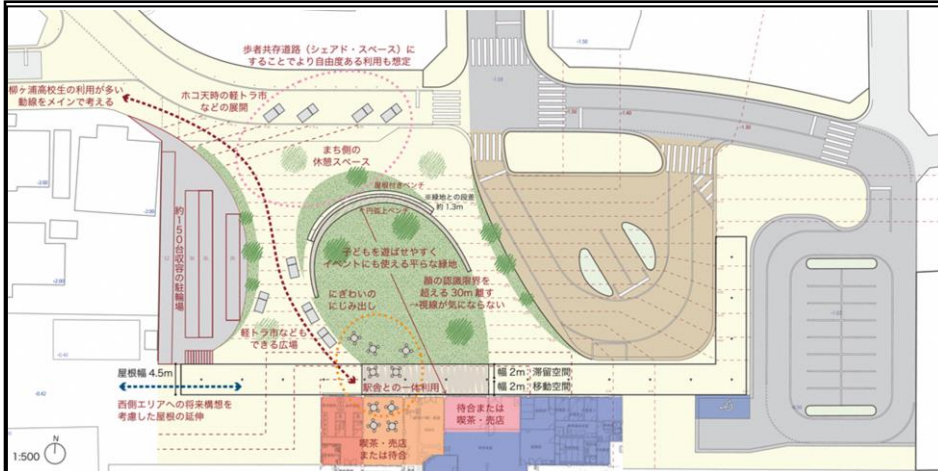 歩者共存道路（シェアド・スペース）に
することでより自由度ある利用も想定
柳ヶ浦高校生の利用が多い
動線をメインで考える
ホコ天時の軽トラ市
などの展開
まち側の
休憩スペース
屋根付きベンチ
※緑地との段差
約1.3m
円弧上ベンチ
約150台収容の駐輪場
子どもを遊ばせやすく
イベントにも使える平らな緑地
顔の認識限界を
超える30m離す
→視線が気にならない
にぎわいの
にじみ出し
軽トラ市なども
できる広場
屋根幅 4.5m
西側エリアへの将来構想を
考慮した屋根の延伸
駅舎との一体利用
幅 2m：滞留空間
幅 2m：移動空間
待合または
喫茶・売店
喫茶・売店
または待合
1:500
N